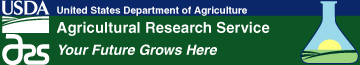 USDA United States Department of Agriculture
ars Agricultural Research Service
Your Future Grows Here